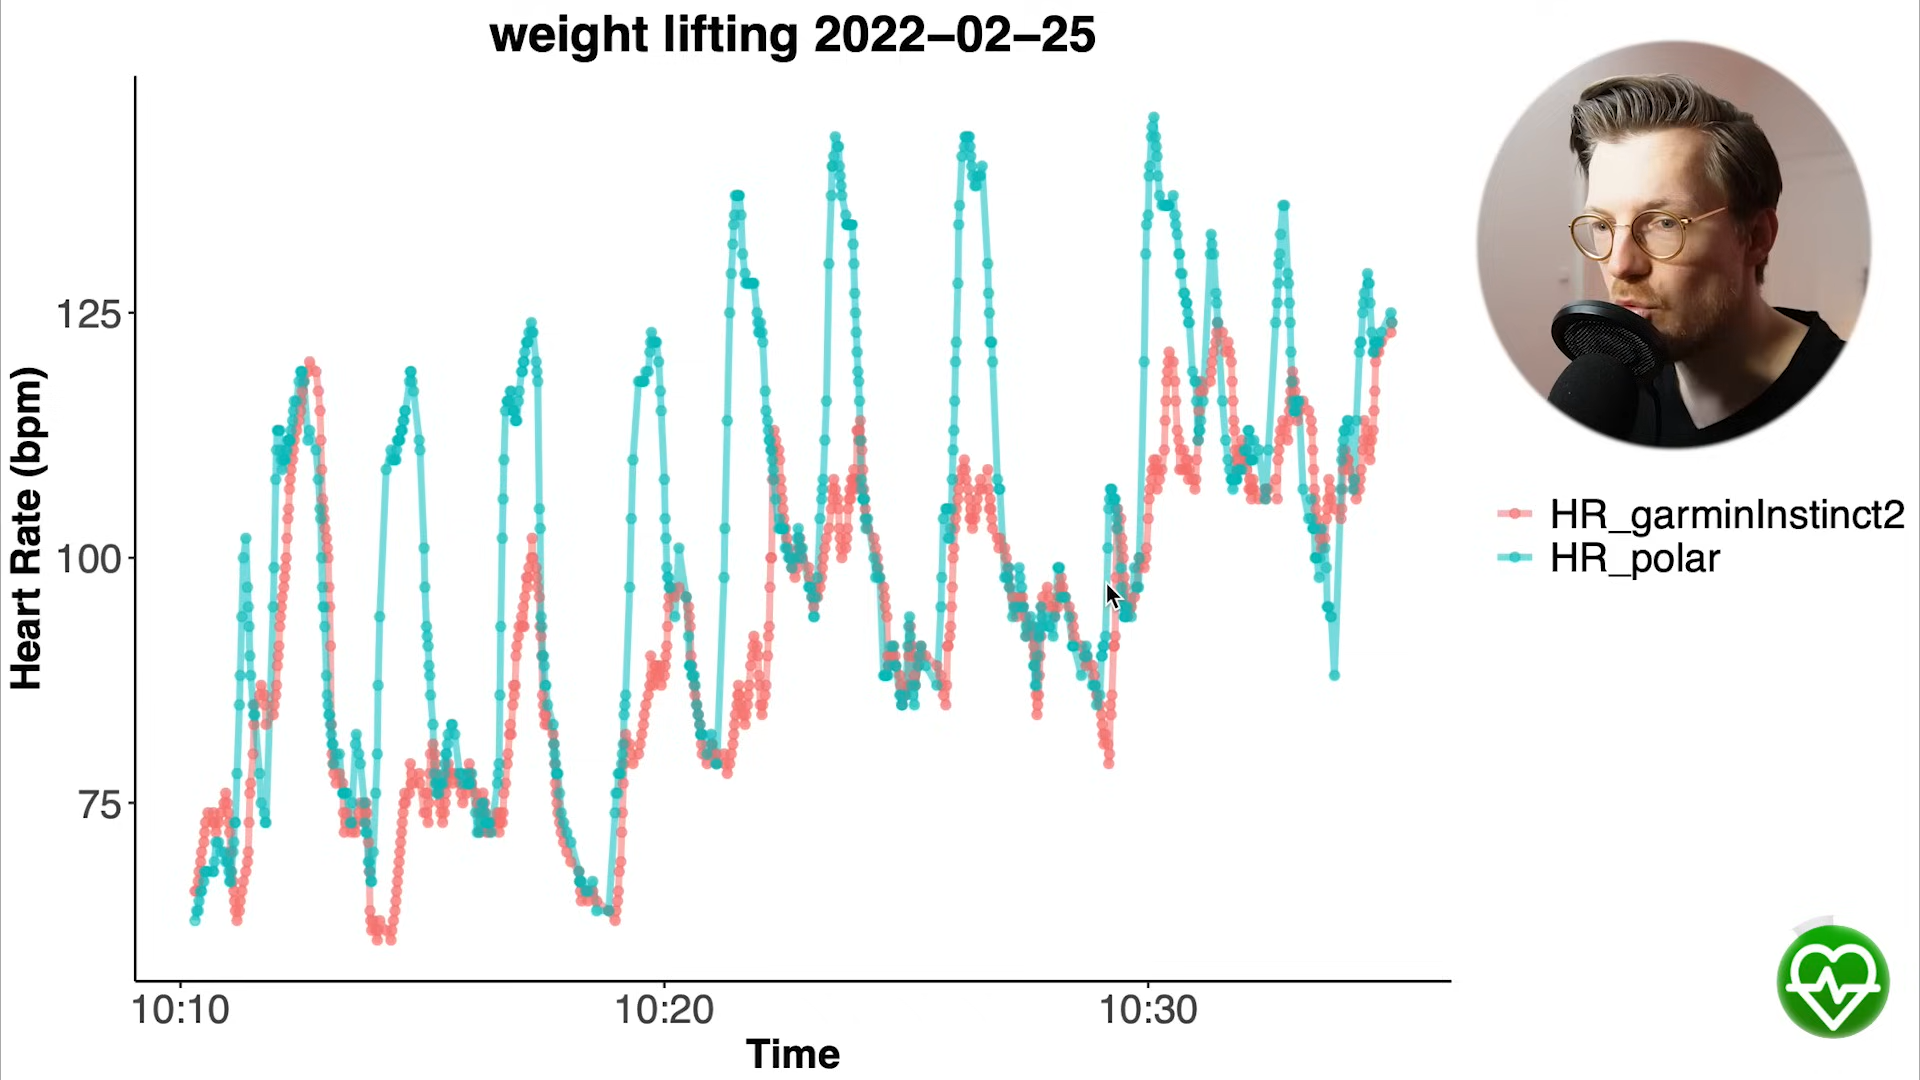 weight lifting 2022–02–25
Heart Rate (bpm)
125
100
75
10:10
10:20
10:30
Time
HR_garminInstinct2
HR_polar